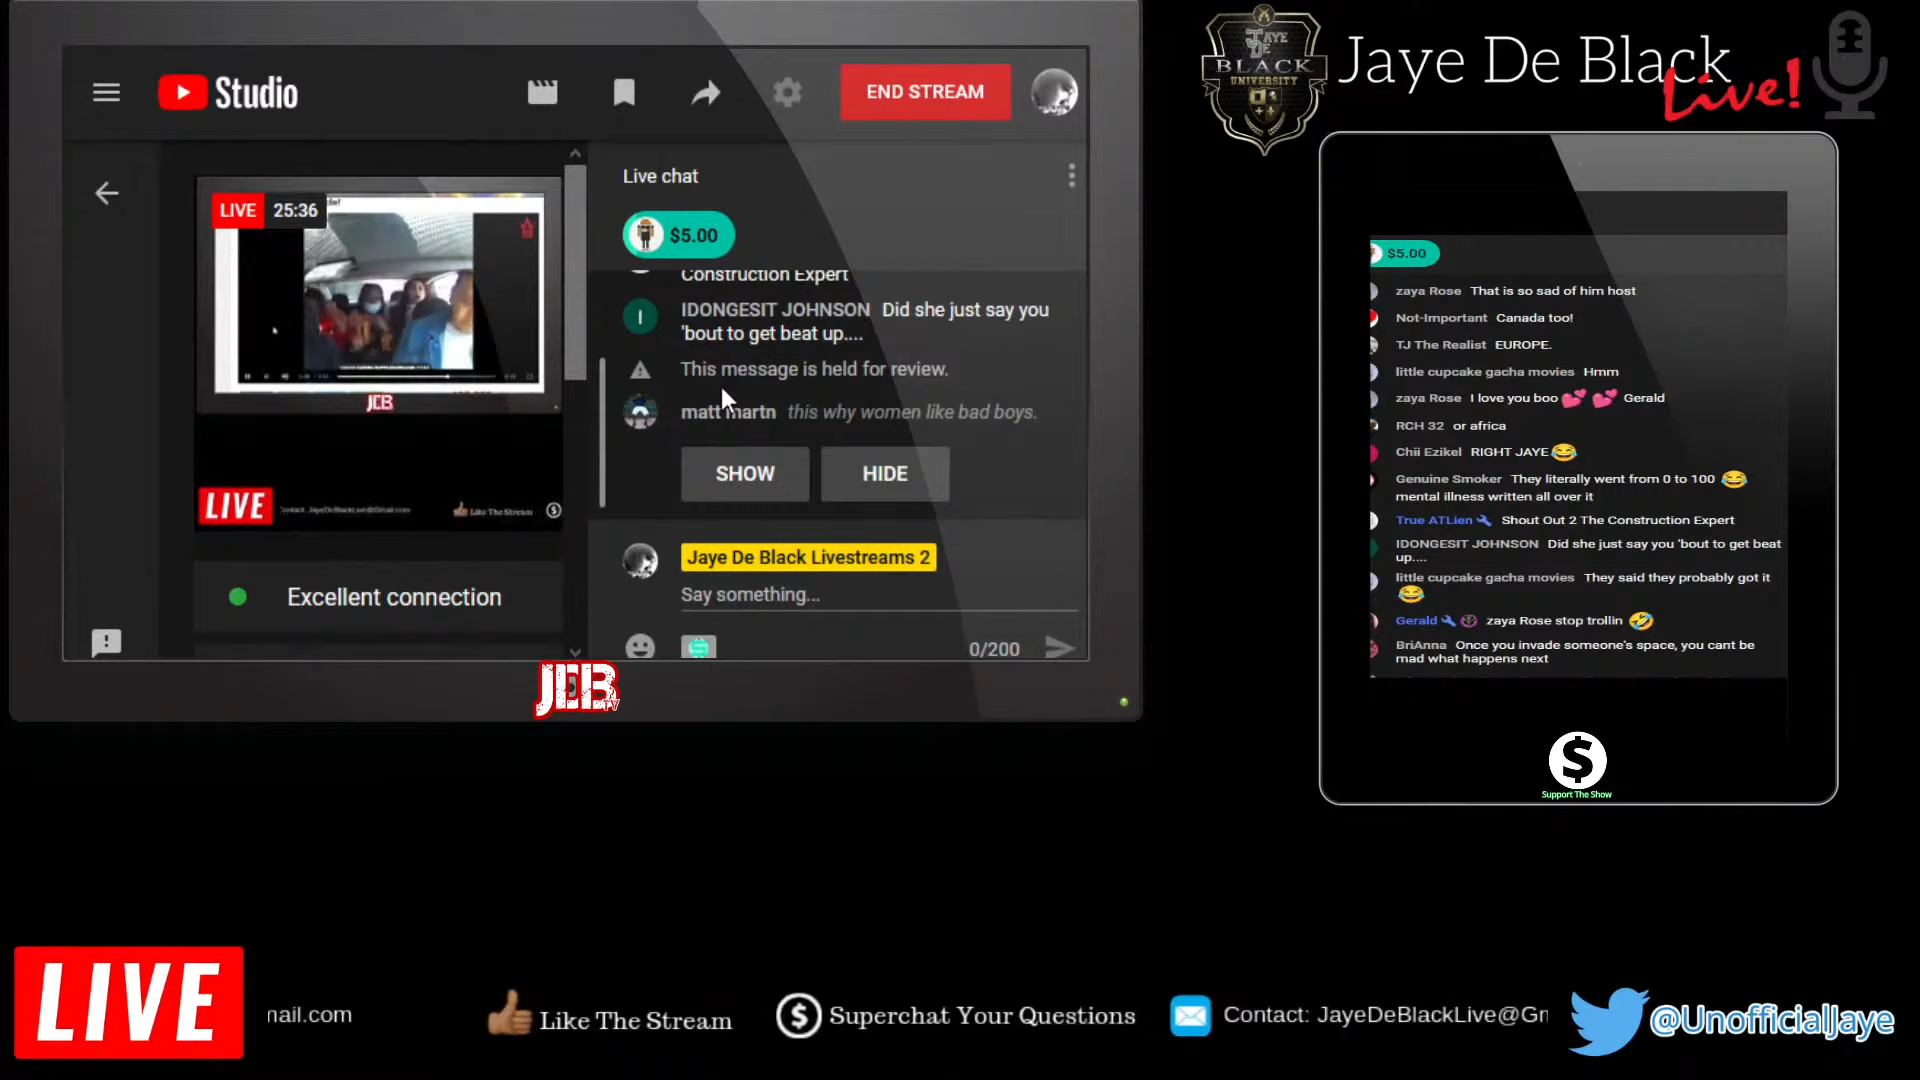 Studio
END STREAM
LIVE 25:36
JEB
LIVE
Like The Stream
Excellent connection
Live chat
$5.00
Construction Expert
IDONGESIT JOHNSON Did she just say you
'bout to get beat up....
This message is held for review.
matt martn this why women like bad boys.
SHOW HIDE
Jaye De Black Livestreams 2
Say something...
0/200
JEB TV
JAYE
DE
BLACK
UNIVERSITY
Jaye De Black
Live!
$5.00
zaya Rose That is so sad of him host
Not-Important Canada too!
TJ The Realist EUROPE.
little cupcake gacha movies Hmm
zaya Rose I love you boo 💕 💕 Gerald
RCH 32 or africa
Chii Ezikel RIGHT JAYE 😂
Genuine Smoker They literally went from 0 to 100 😂
mental illness written all over it
True ATLien Shout Out 2 The Construction Expert
IDONGESIT JOHNSON Did she just say you 'bout to get beat
up....
little cupcake gacha movies They said they probably got it
😂
Gerald zaya Rose stop trollin 🤣
BriAnna Once you invade someone's space, you cant be
mad what happens next
$
Support The Show
LIVE
mail.com
Like The Stream
$ Superchat Your Questions
Contact: JayeDeBlackLive@Gm
@UnofficialJaye